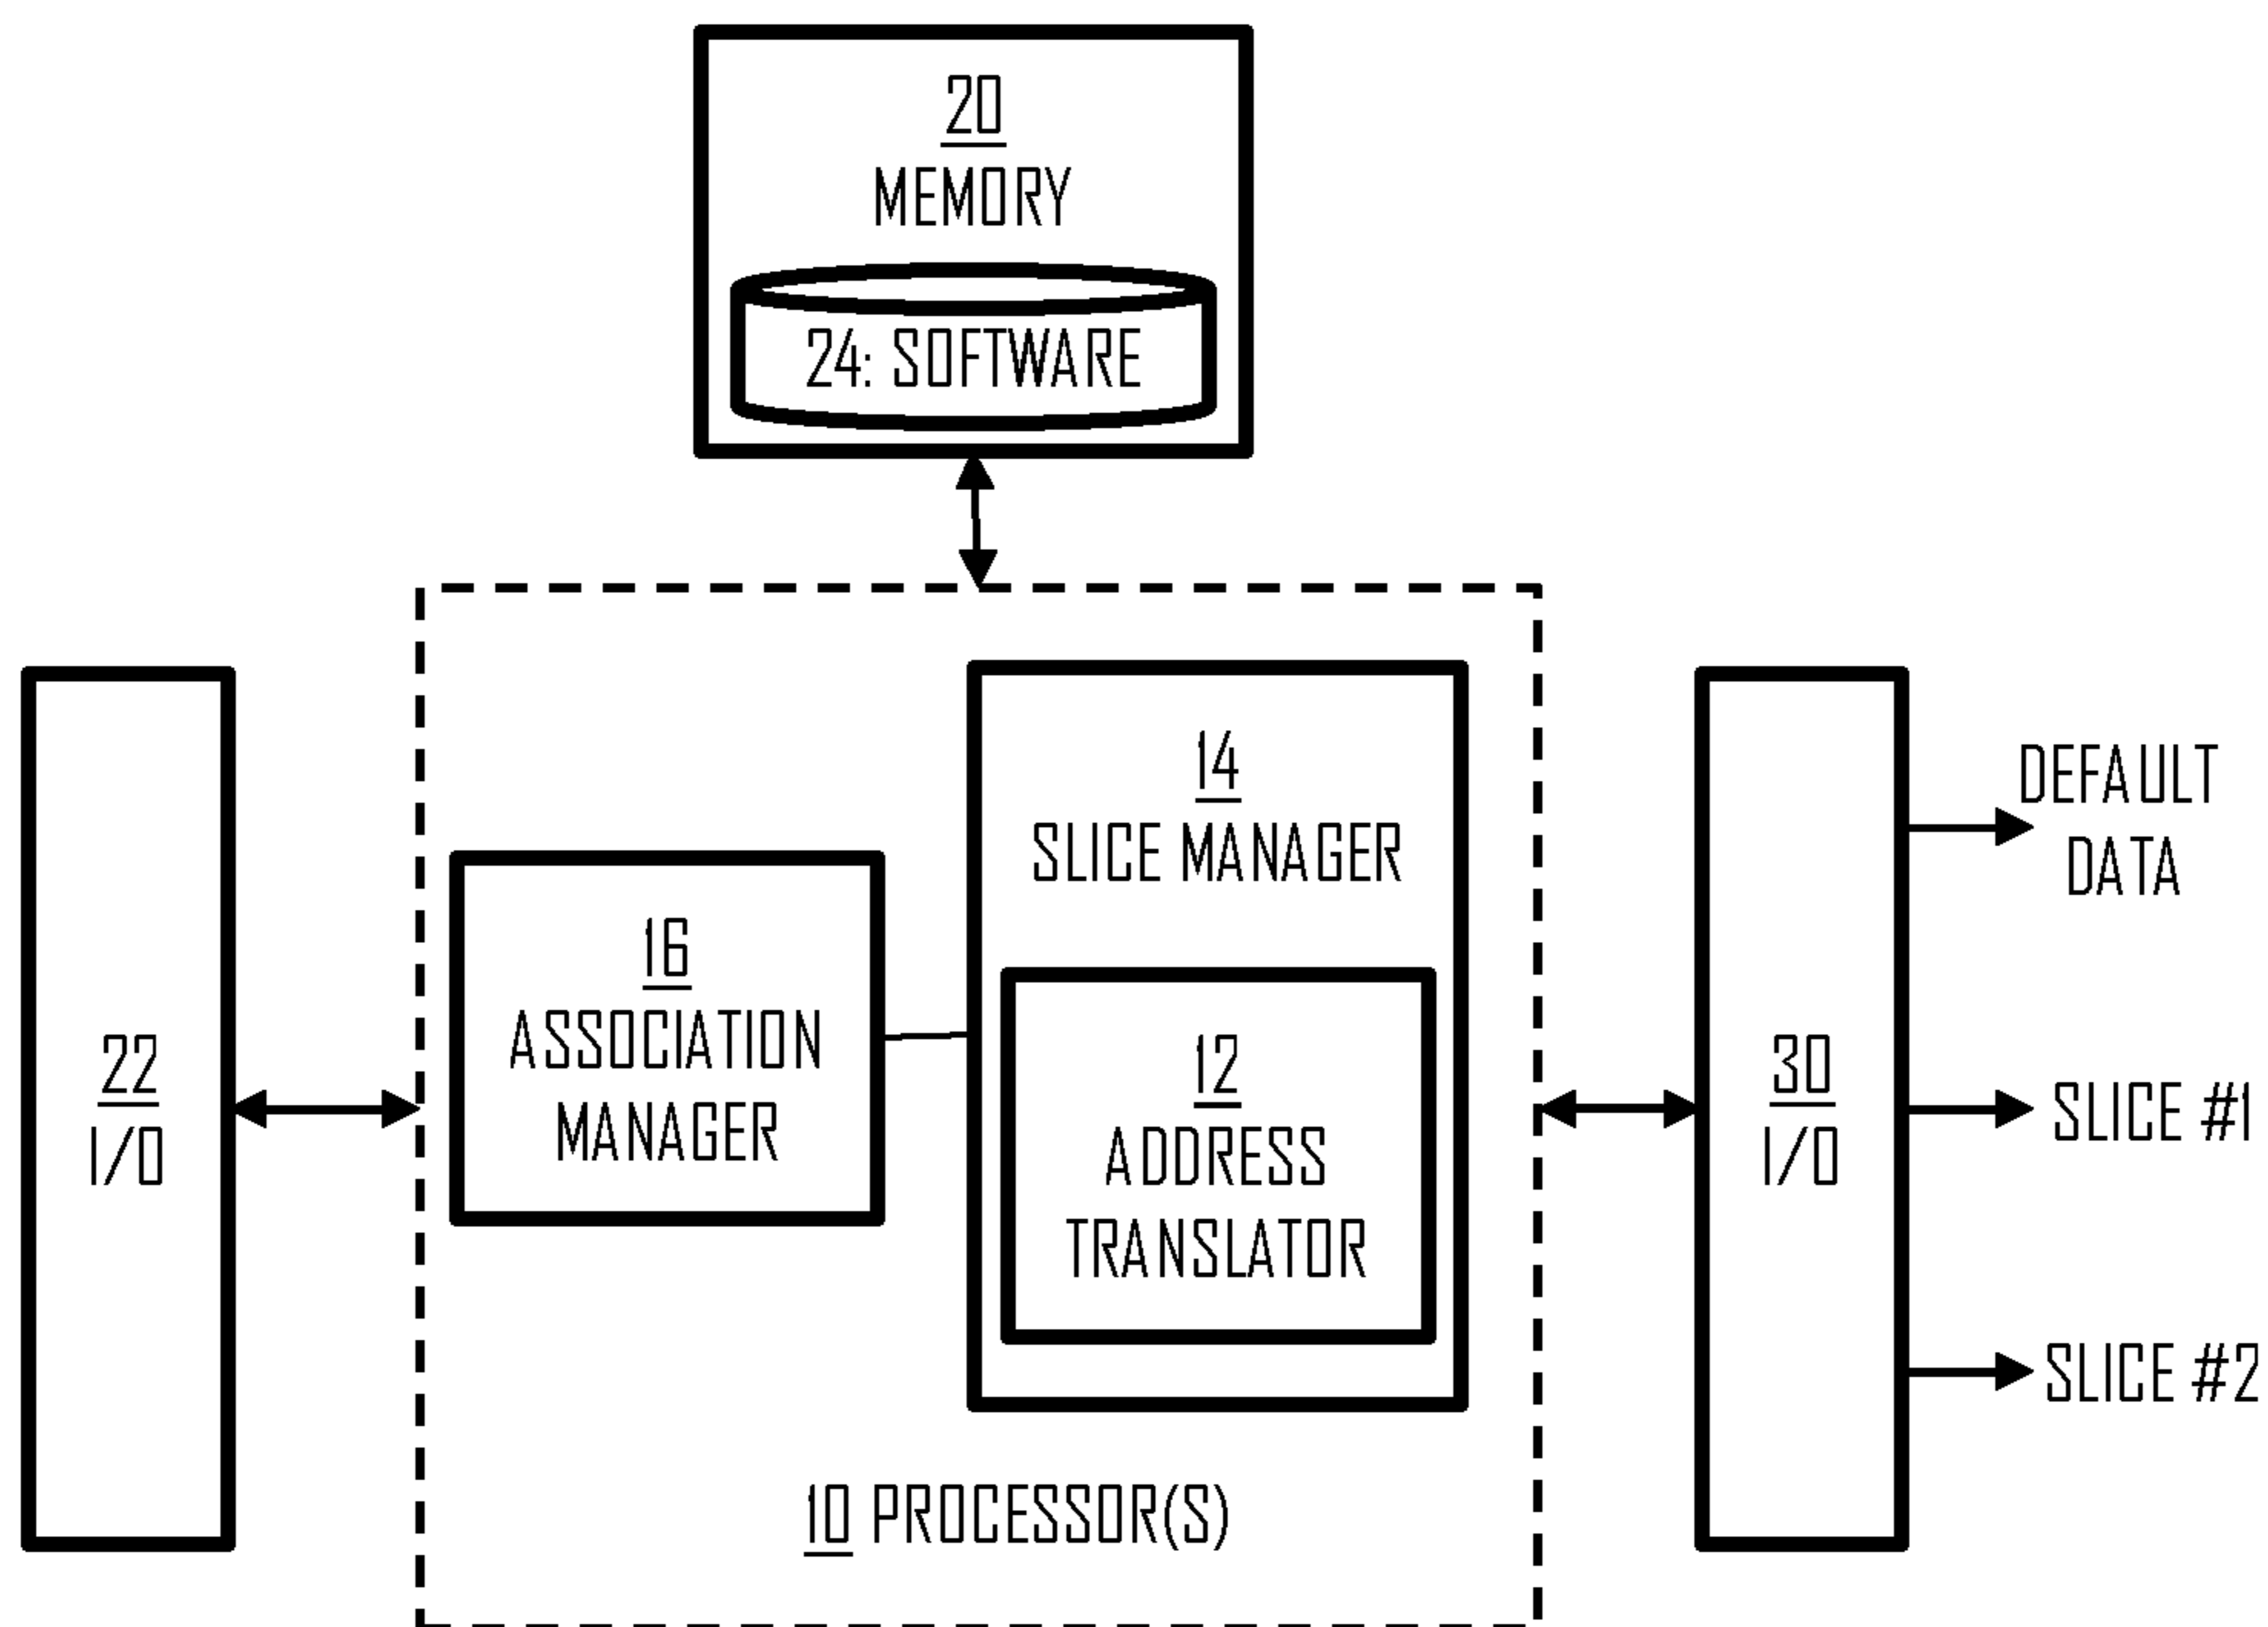 20
MEMORY
24: SOFTWARE
22
I/O
16
ASSOCIATION
MANAGER
14
SLICE MANAGER
12
ADDRESS
TRANSLATOR
10 PROCESSOR(S)
30
I/O
DEFAULT
DATA
SLICE #1
SLICE #2